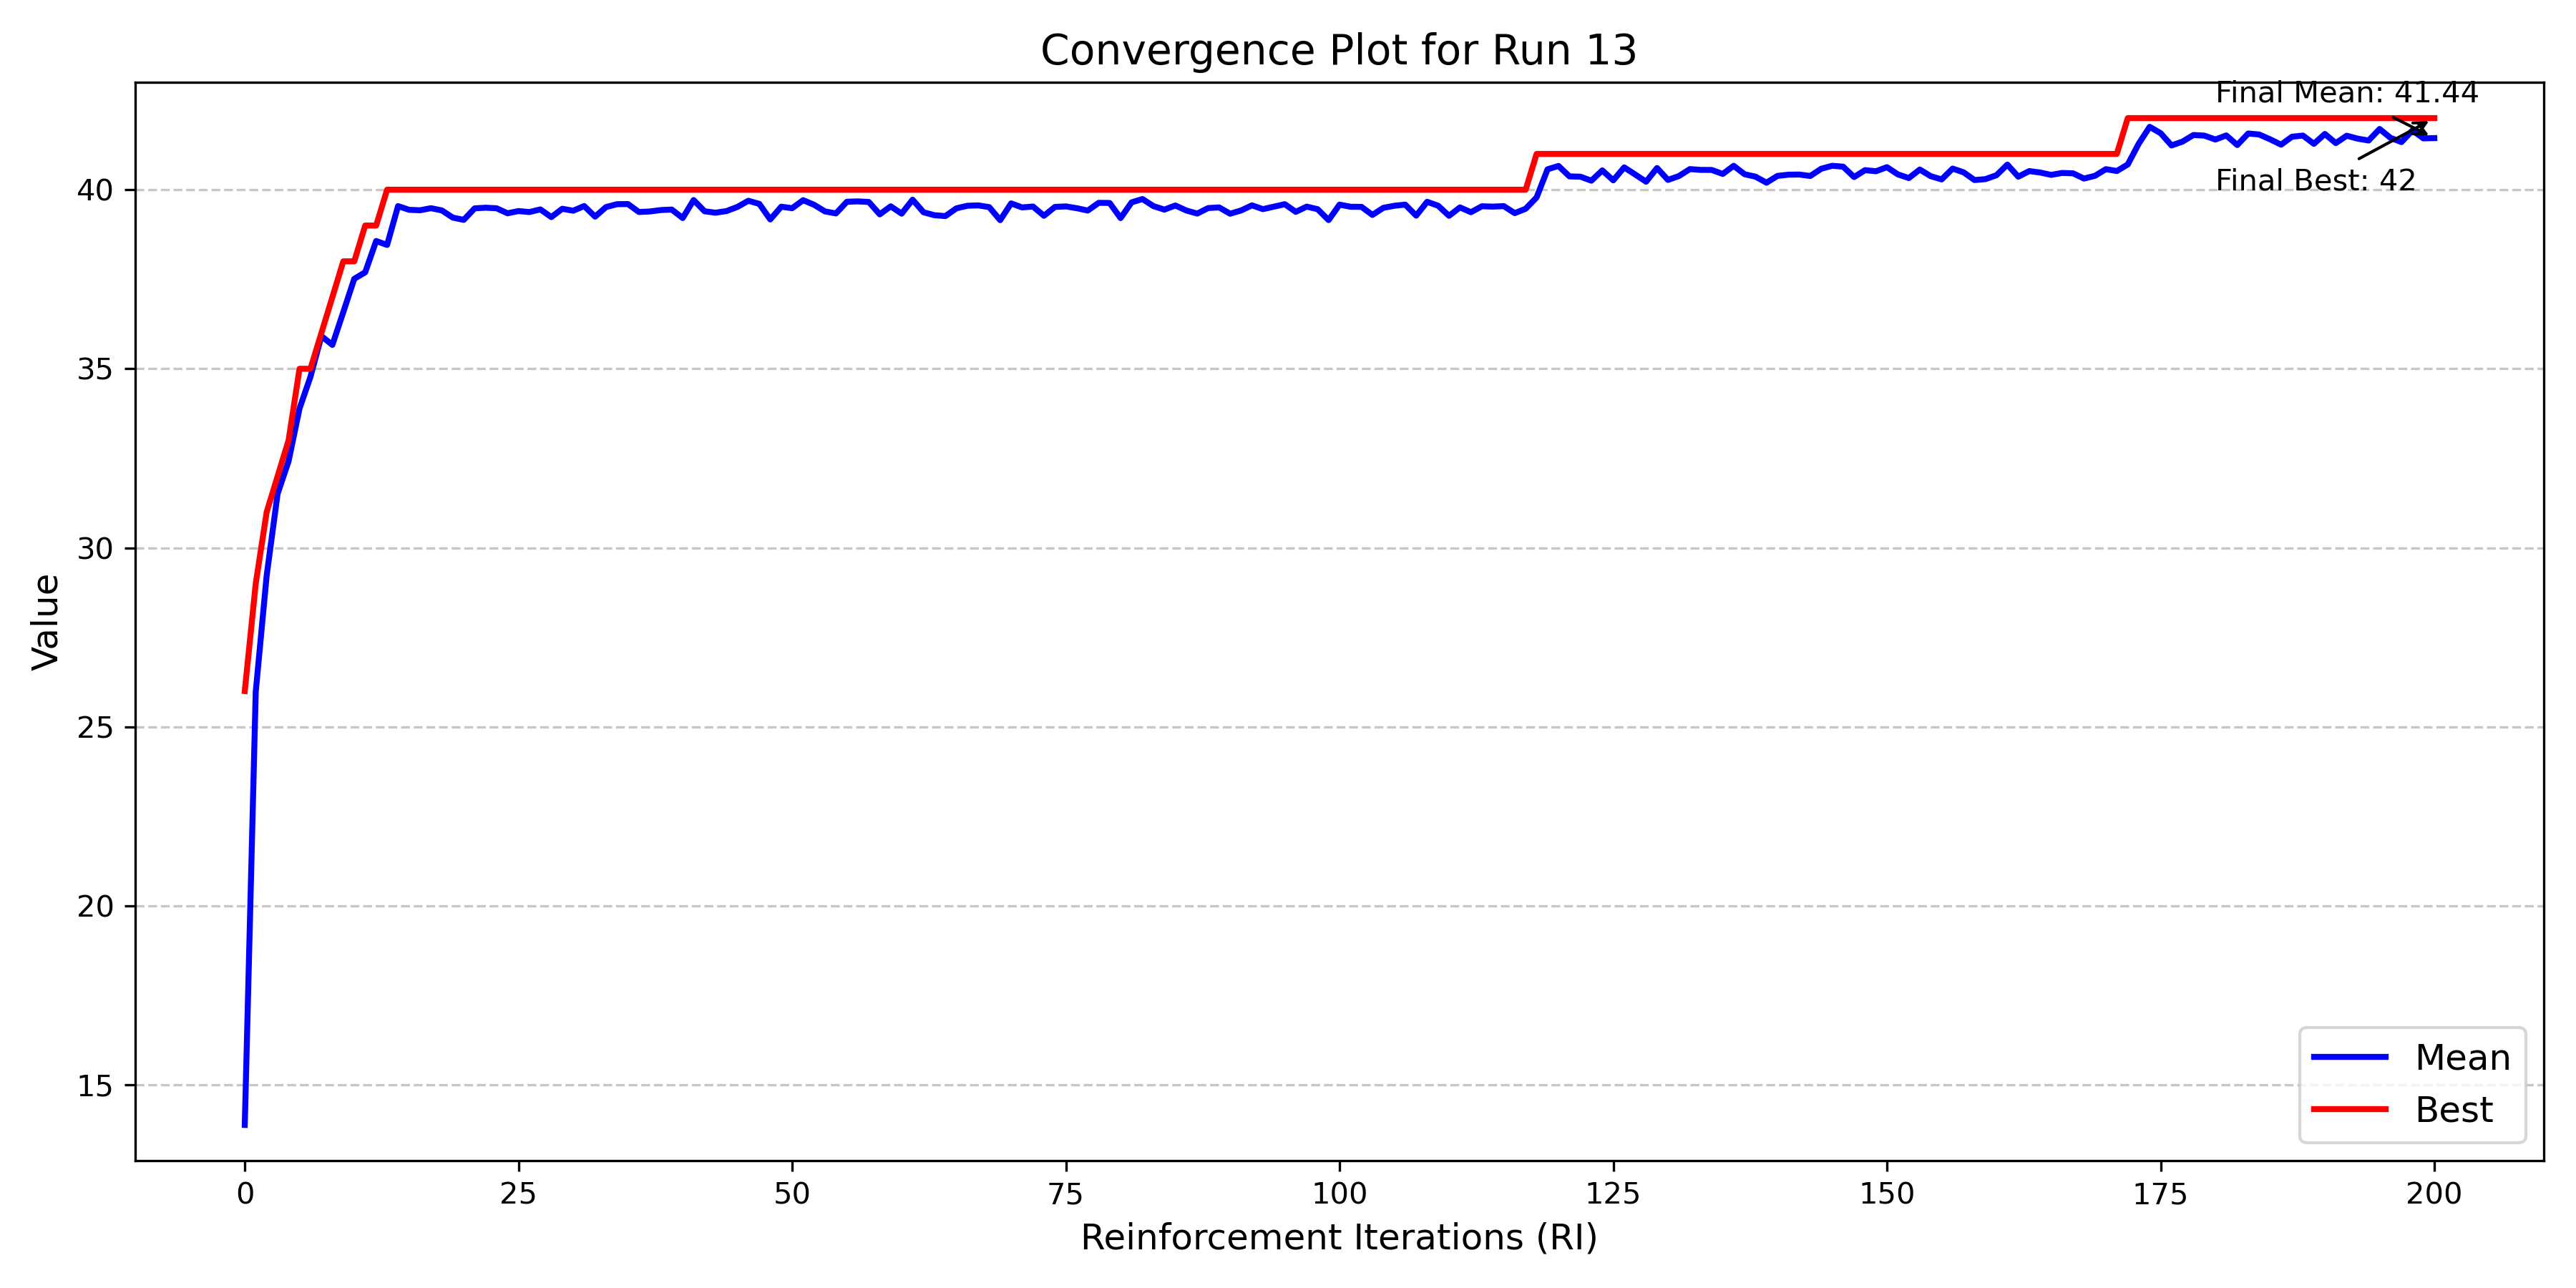 Convergence Plot for Run 13
Final Mean: 41.44
Final Best: 42
Value
40
35
30
25
20
15
0 25 50 75 100 125 150 175 200
Reinforcement Iterations (RI)
Mean
Best